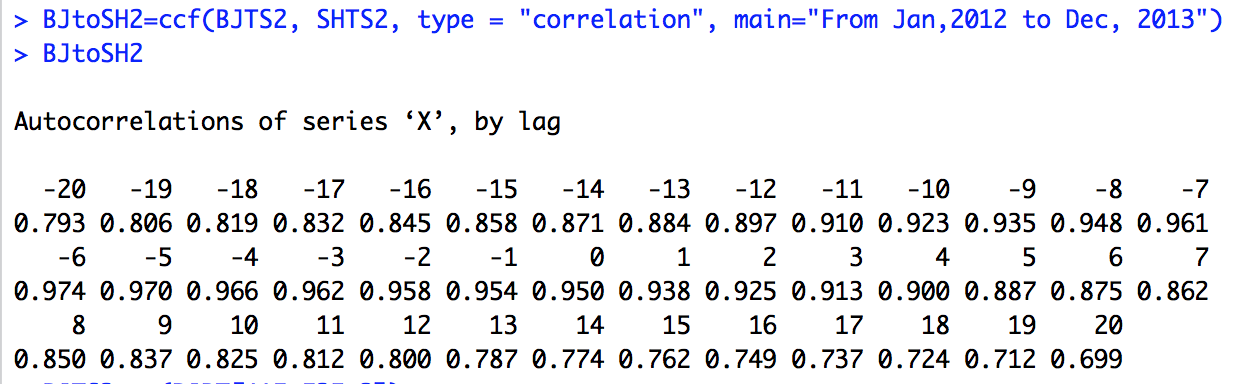 > BJtoSH2=ccf(BJTS2, SHTS2, type = "correlation", main="From Jan,2012 to Dec, 2013")
> BJtoSH2
Autocorrelations of series ‘X’, by lag
-20 -19 -18 -17 -16 -15 -14 -13 -12 -11 -10 -9 -8 -7
0.793 0.806 0.819 0.832 0.845 0.858 0.871 0.884 0.897 0.910 0.923 0.935 0.948 0.961
-6 -5 -4 -3 -2 -1 0 1 2 3 4 5 6 7
0.974 0.970 0.966 0.962 0.958 0.954 0.950 0.938 0.925 0.913 0.900 0.887 0.875 0.862
8 9 10 11 12 13 14 15 16 17 18 19 20
0.850 0.837 0.825 0.812 0.800 0.787 0.774 0.762 0.749 0.737 0.724 0.712 0.699